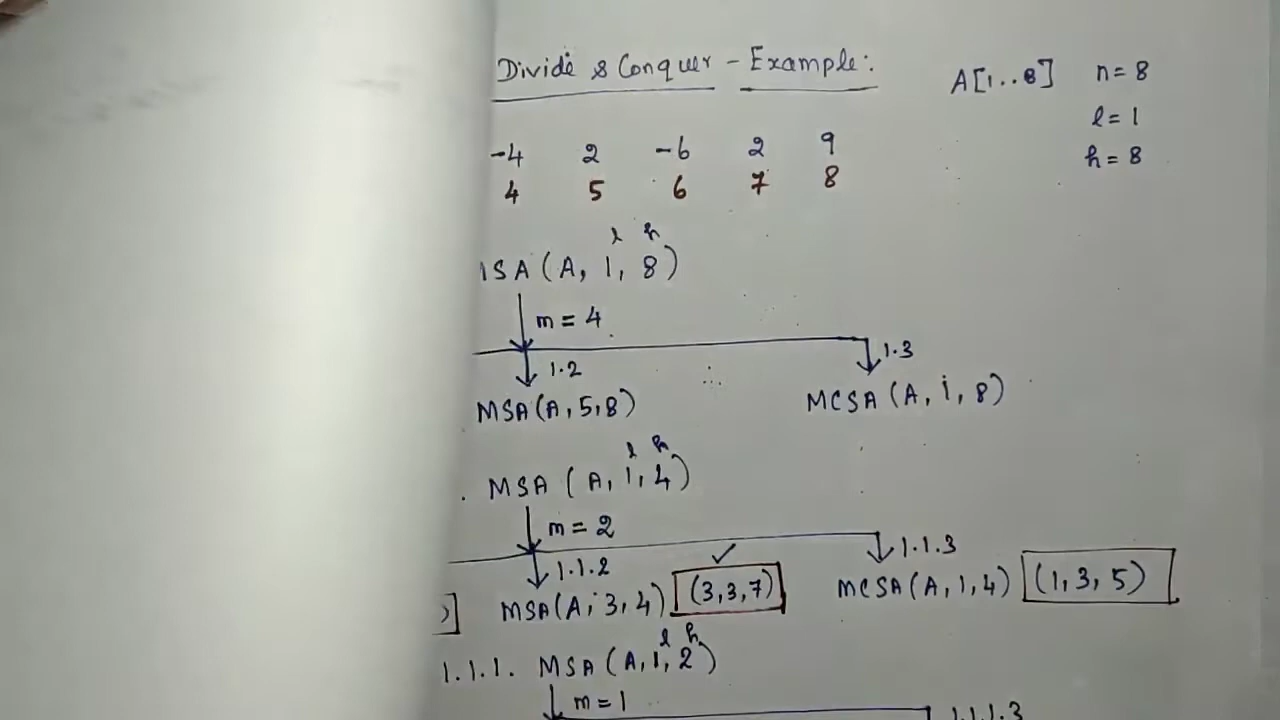 Divide & Conquer - Example: A[1..8] n = 8
l = 1
-4 2 -6 2 9 h = 8
4 5 6 7 8
l h
MSA(A, 1, 8)
m = 4
1.2 1.3
MSA(A, 5, 8) MCSA(A, 1, 8)
l h
. MSA (A, 1, 4)
m = 2
1.1.2 ✓ 1.1.3
)] MSA(A, 3, 4) (3, 3, 7) MCSA(A, 1, 4) (1, 3, 5)
l h
1.1.1. MSA (A, 1, 2)
m = 1
1.1.1.3